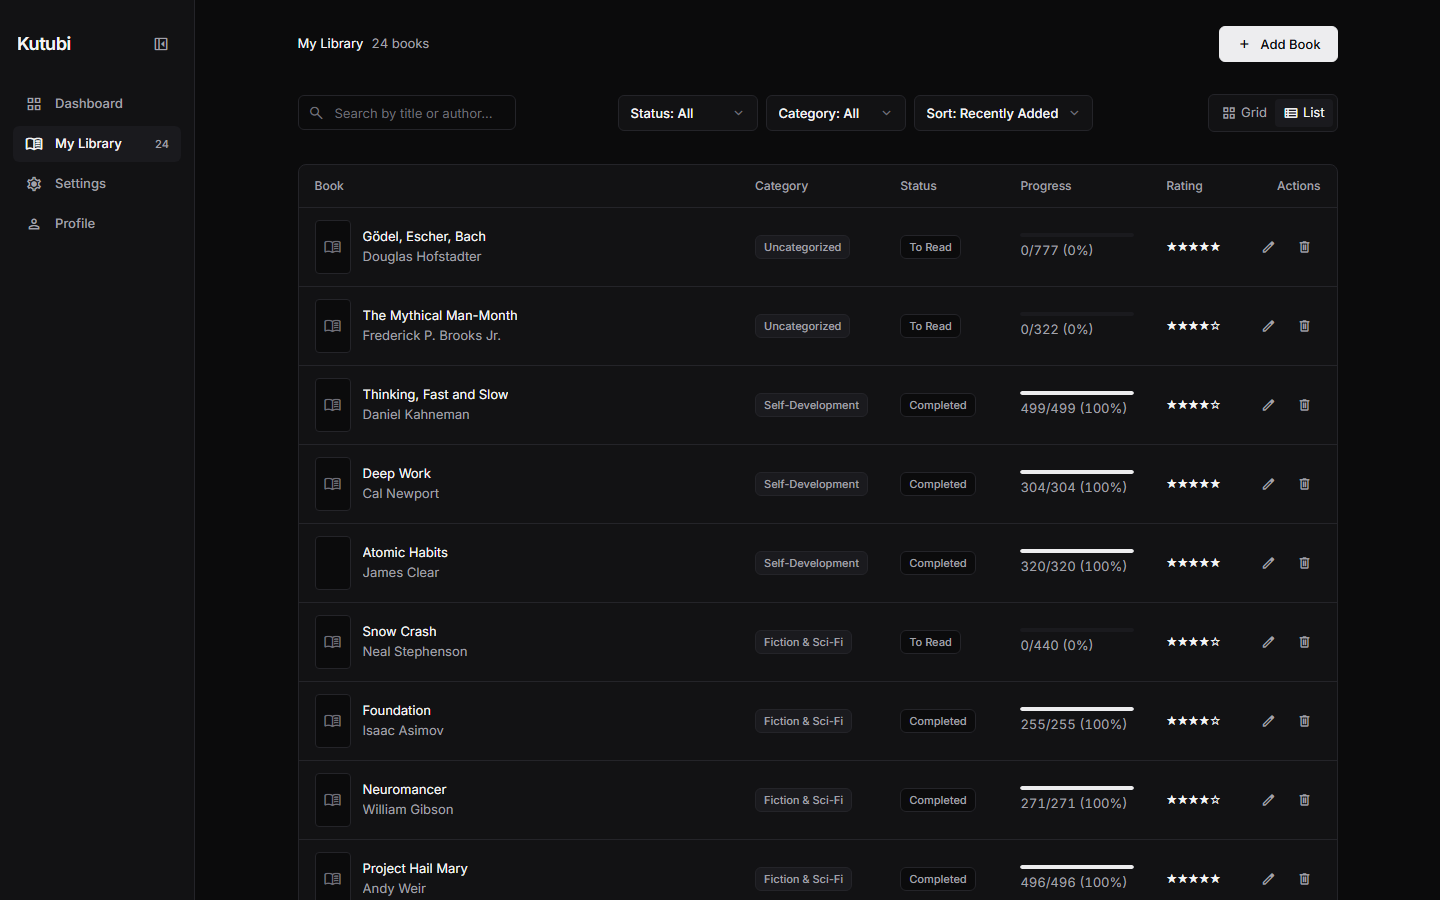 Kutubi
Dashboard
My Library 24
Settings
Profile
My Library 24 books
+ Add Book
Search by title or author...
Status: All
Category: All
Sort: Recently Added
Grid
List
Book Category Status Progress Rating Actions
Gödel, Escher, Bach
Douglas Hofstadter
Uncategorized
To Read
0/777 (0%)
★★★★★
The Mythical Man-Month
Frederick P. Brooks Jr.
Uncategorized
To Read
0/322 (0%)
★★★★☆
Thinking, Fast and Slow
Daniel Kahneman
Self-Development
Completed
499/499 (100%)
★★★★☆
Deep Work
Cal Newport
Self-Development
Completed
304/304 (100%)
★★★★★
Atomic Habits
James Clear
Self-Development
Completed
320/320 (100%)
★★★★★
Snow Crash
Neal Stephenson
Fiction & Sci-Fi
To Read
0/440 (0%)
★★★★☆
Foundation
Isaac Asimov
Fiction & Sci-Fi
Completed
255/255 (100%)
★★★★☆
Neuromancer
William Gibson
Fiction & Sci-Fi
Completed
271/271 (100%)
★★★★☆
Project Hail Mary
Andy Weir
Fiction & Sci-Fi
Completed
496/496 (100%)
★★★★★